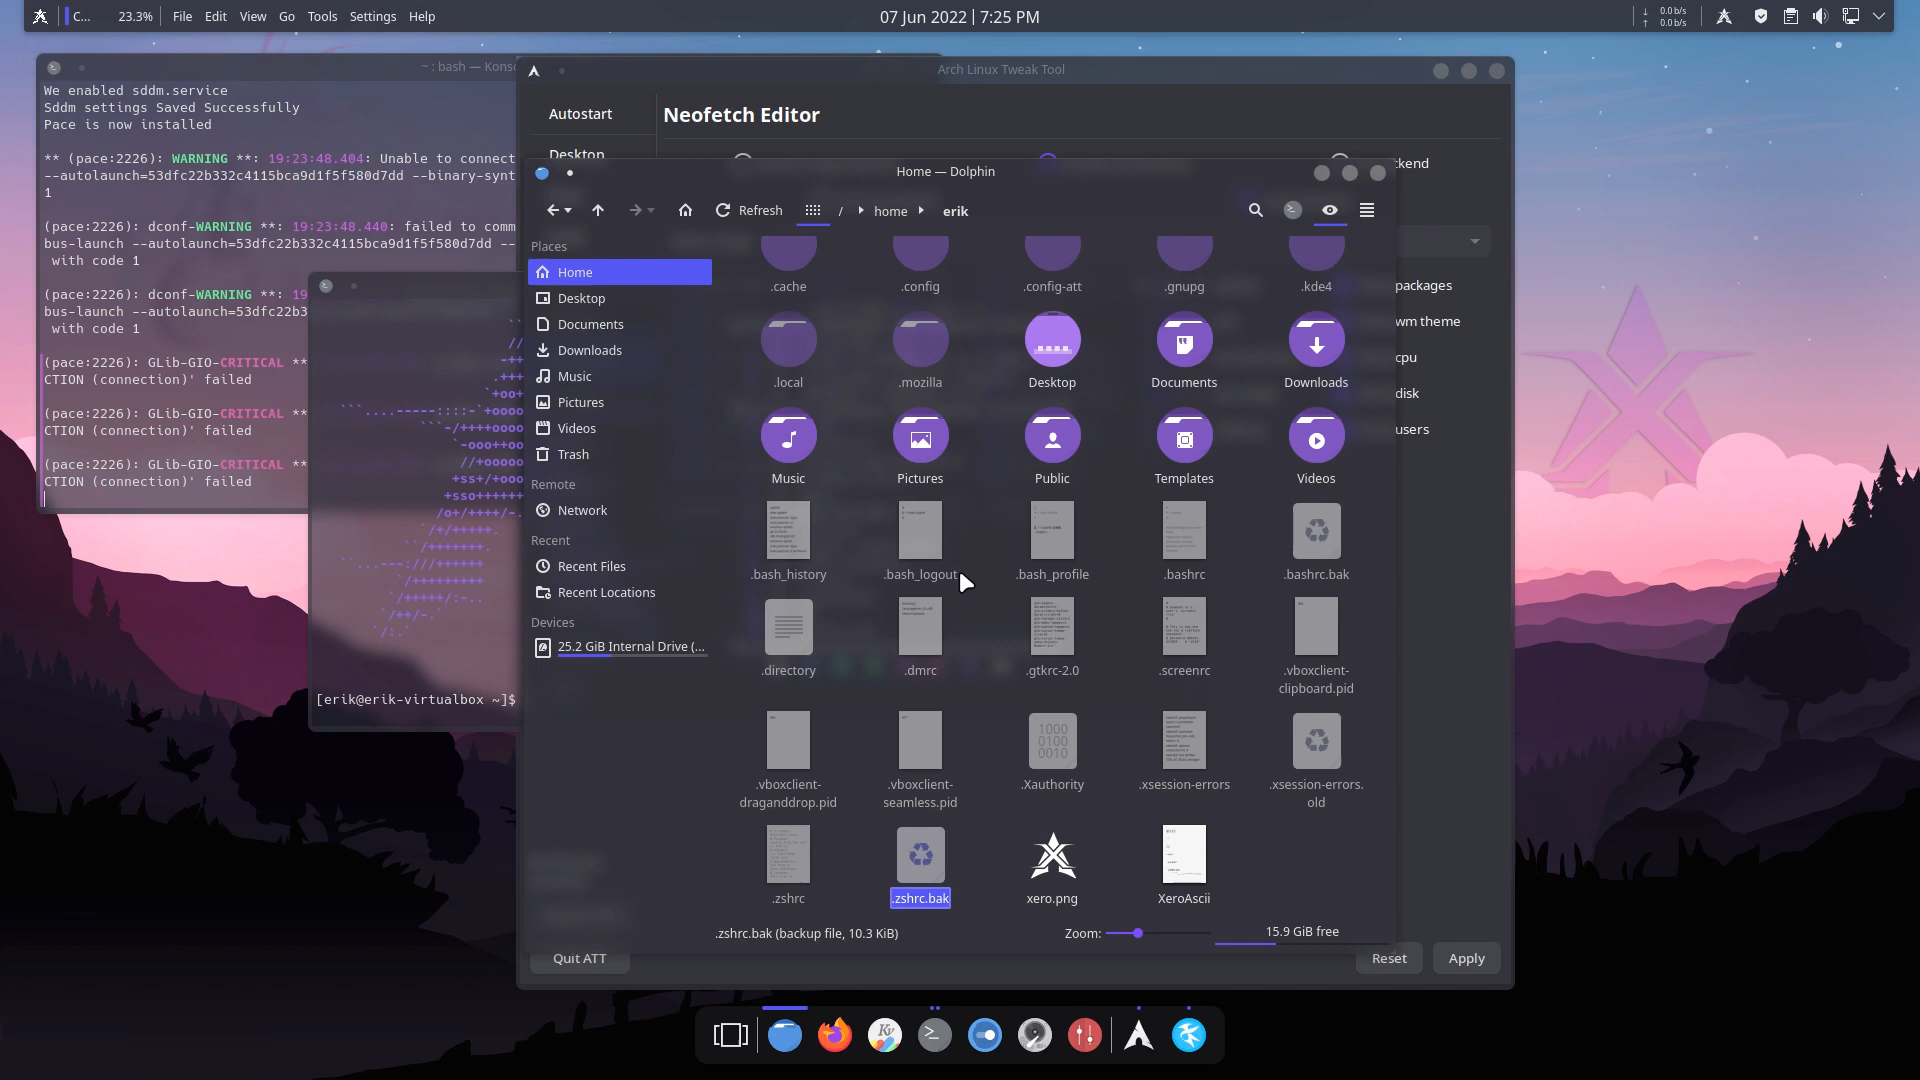 C...
23.3%
File Edit View Go Tools Settings Help
07 Jun 2022 | 7:25 PM
↓ 0.0 b/s
↑ 0.0 b/s
~ : bash — Konso
We enabled sddm.service
Sddm settings Saved Successfully
Pace is now installed
** (pace:2226): WARNING **: 19:23:48.404: Unable to connect
--autolaunch=53dfc22b332c4115bca9d1f5f580d7dd --binary-synt
1
(pace:2226): dconf-WARNING **: 19:23:48.440: failed to comm
bus-launch --autolaunch=53dfc22b332c4115bca9d1f5f580d7dd --
with code 1
(pace:2226): dconf-WARNING **: 19
bus-launch --autolaunch=53dfc22b3
with code 1
(pace:2226): GLib-GIO-CRITICAL **
CTION (connection)' failed
(pace:2226): GLib-GIO-CRITICAL **
CTION (connection)' failed
(pace:2226): GLib-GIO-CRITICAL **
CTION (connection)' failed
[erik@erik-virtualbox ~]$
Arch Linux Tweak Tool
Autostart
Desktop
Neofetch Editor
ckend
packages
wm theme
cpu
disk
users
Quit ATT
Reset
Apply
Home — Dolphin
Refresh
/ home erik
Places
Home
Desktop
Documents
Downloads
Music
Pictures
Videos
Trash
Remote
Network
Recent
Recent Files
Recent Locations
Devices
25.2 GiB Internal Drive (...
.cache .config .config-att .gnupg .kde4
.local .mozilla Desktop Documents Downloads
Music Pictures Public Templates Videos
.bash_history .bash_logout .bash_profile .bashrc .bashrc.bak
.directory .dmrc .gtkrc-2.0 .screenrc .vboxclient-
clipboard.pid
.vboxclient- .vboxclient- .Xauthority .xsession-errors .xsession-errors.
draganddrop.pid seamless.pid old
.zshrc .zshrc.bak xero.png XeroAscii
.zshrc.bak (backup file, 10.3 KiB)
Zoom:
15.9 GiB free